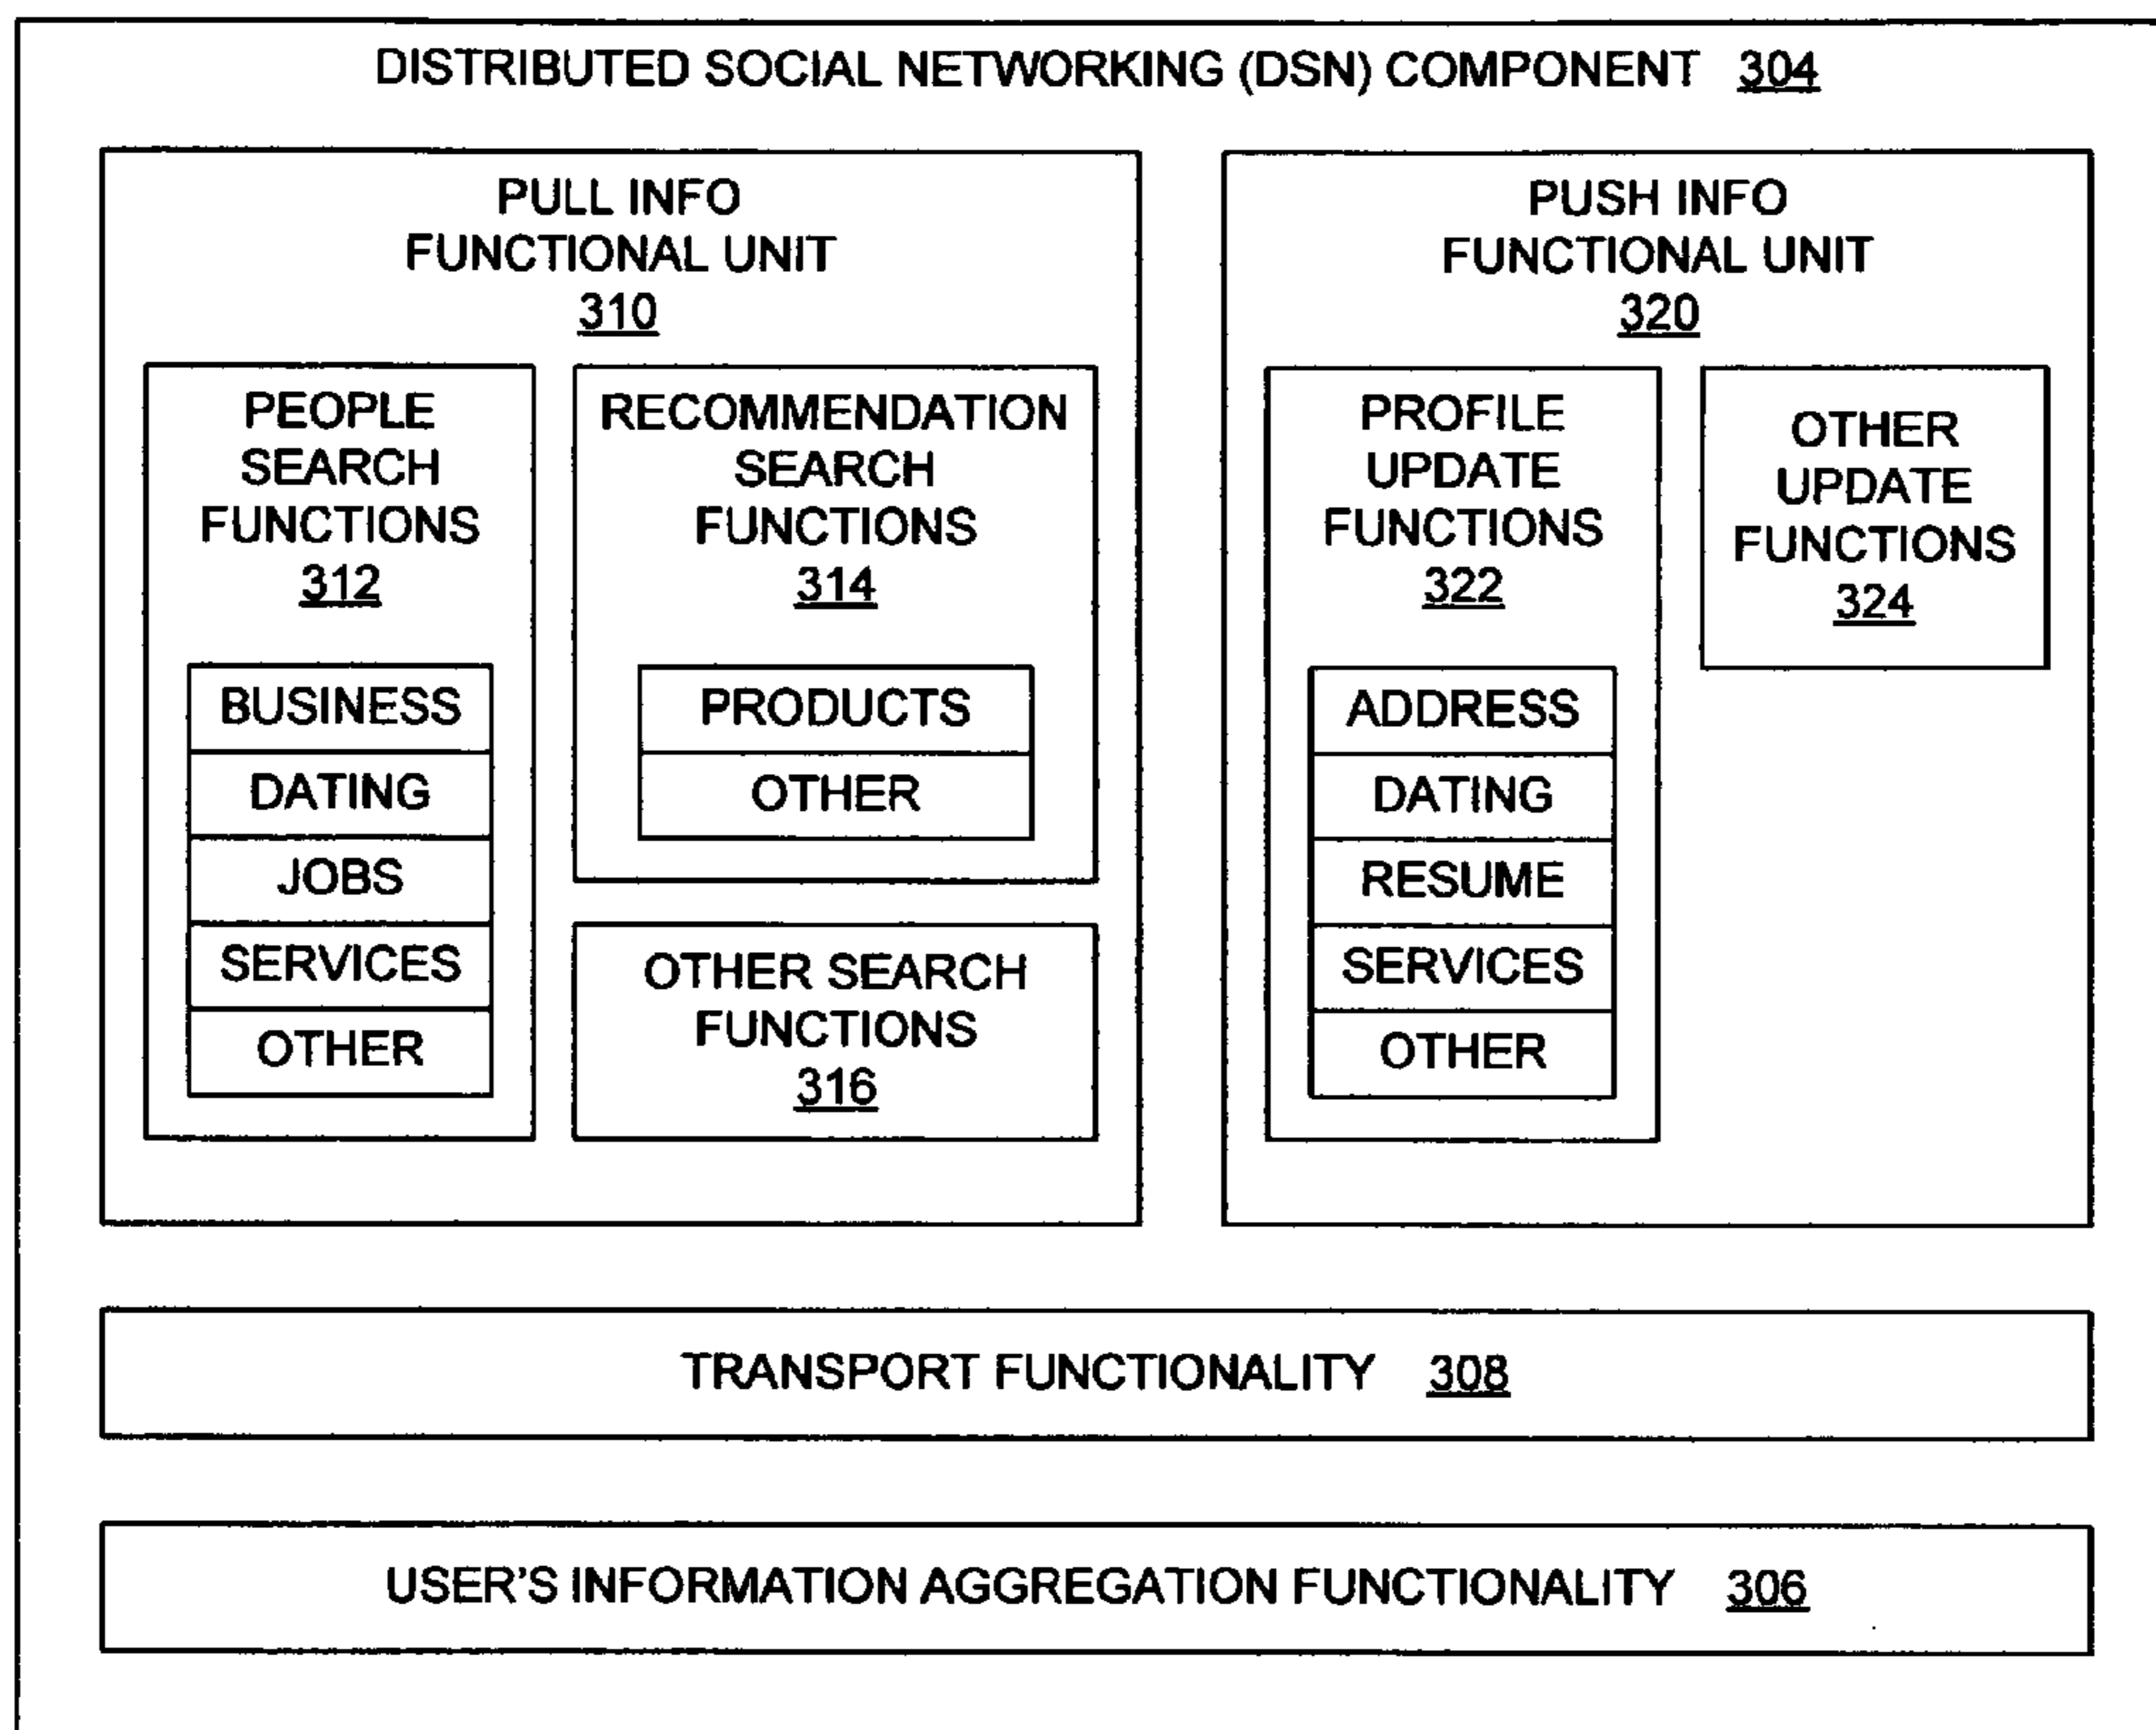 DISTRIBUTED SOCIAL NETWORKING (DSN) COMPONENT 304
PULL INFO
FUNCTIONAL UNIT
310
PEOPLE
SEARCH
FUNCTIONS
312
BUSINESS
DATING
JOBS
SERVICES
OTHER
RECOMMENDATION
SEARCH
FUNCTIONS
314
PRODUCTS
OTHER
OTHER SEARCH
FUNCTIONS
316
PUSH INFO
FUNCTIONAL UNIT
320
PROFILE
UPDATE
FUNCTIONS
322
ADDRESS
DATING
RESUME
SERVICES
OTHER
OTHER
UPDATE
FUNCTIONS
324
TRANSPORT FUNCTIONALITY 308
USER'S INFORMATION AGGREGATION FUNCTIONALITY 306